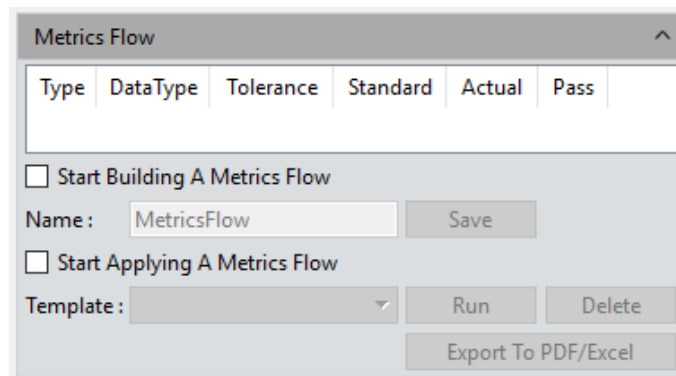 Metrics Flow
Type DataType Tolerance Standard Actual Pass
Start Building A Metrics Flow
Name : MetricsFlow Save
Start Applying A Metrics Flow
Template : Run Delete
Export To PDF/Excel